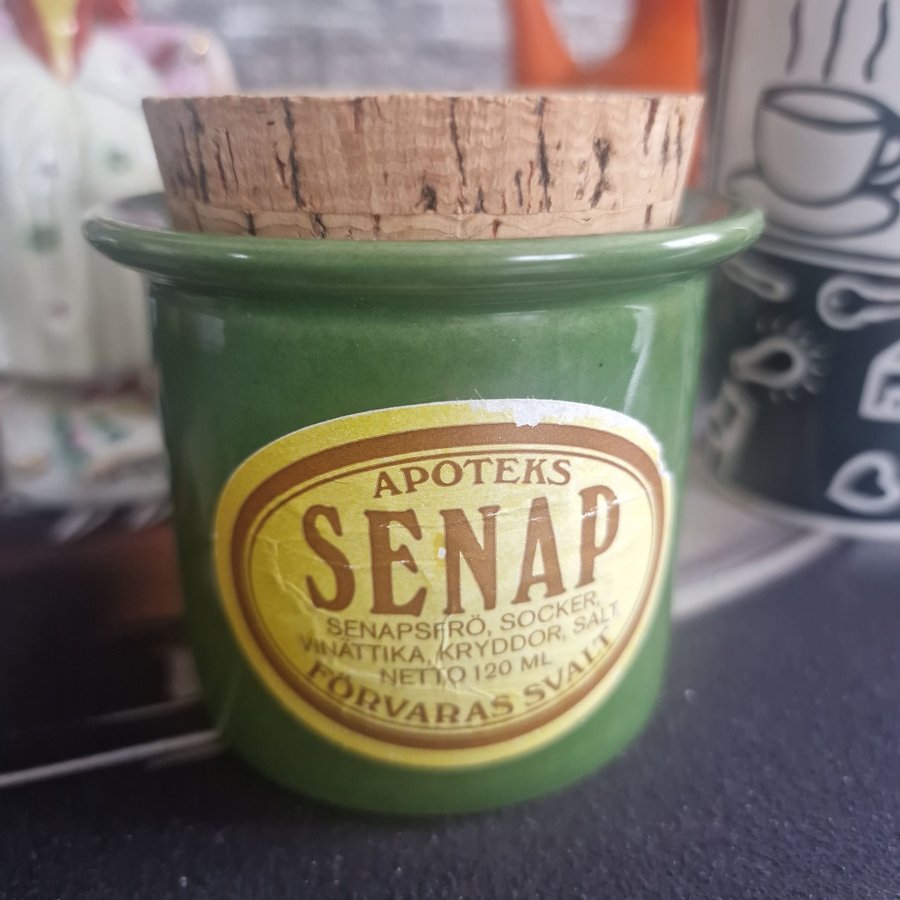 APOTEKS
SENAP
SENAPSFRÖ, SOCKER,
VINÄTTIKA, KRYDDOR, SALT
NETTO 120 ML
FÖRVARAS SVALT